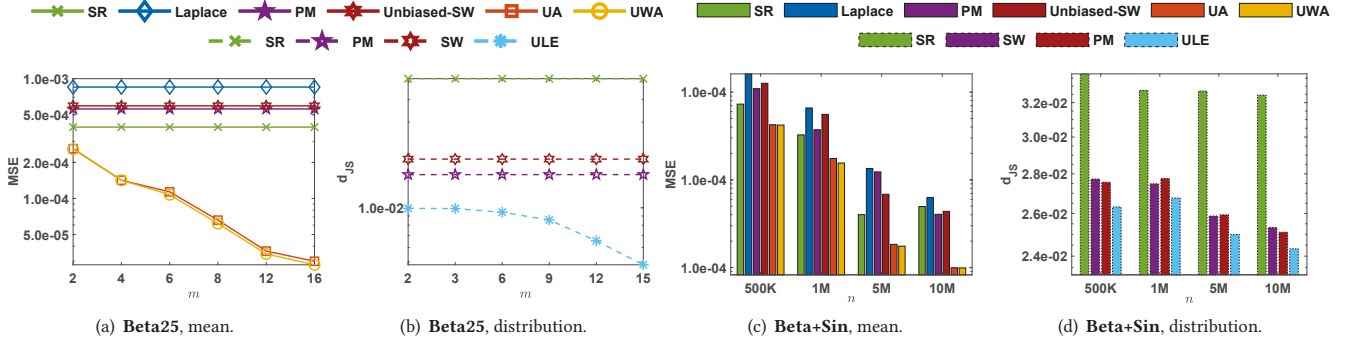 SR Laplace PM Unbiased-SW UA UWA
SR PM SW ULE
1.0e-03
5.0e-04
2.0e-04
1.0e-04
5.0e-05
MSE
2 4 6 8 12 16
m
(a) Beta25, mean.
1.0e-02
d_JS
2 3 6 9 12 15
m
(b) Beta25, distribution.
SR Laplace PM Unbiased-SW UA UWA
SR SW PM ULE
1.0e-04
1.0e-04
1.0e-04
MSE
500K 1M 5M 10M
n
(c) Beta+Sin, mean.
3.2e-02
3.0e-02
2.8e-02
2.6e-02
2.4e-02
d_JS
500K 1M 5M 10M
n
(d) Beta+Sin, distribution.